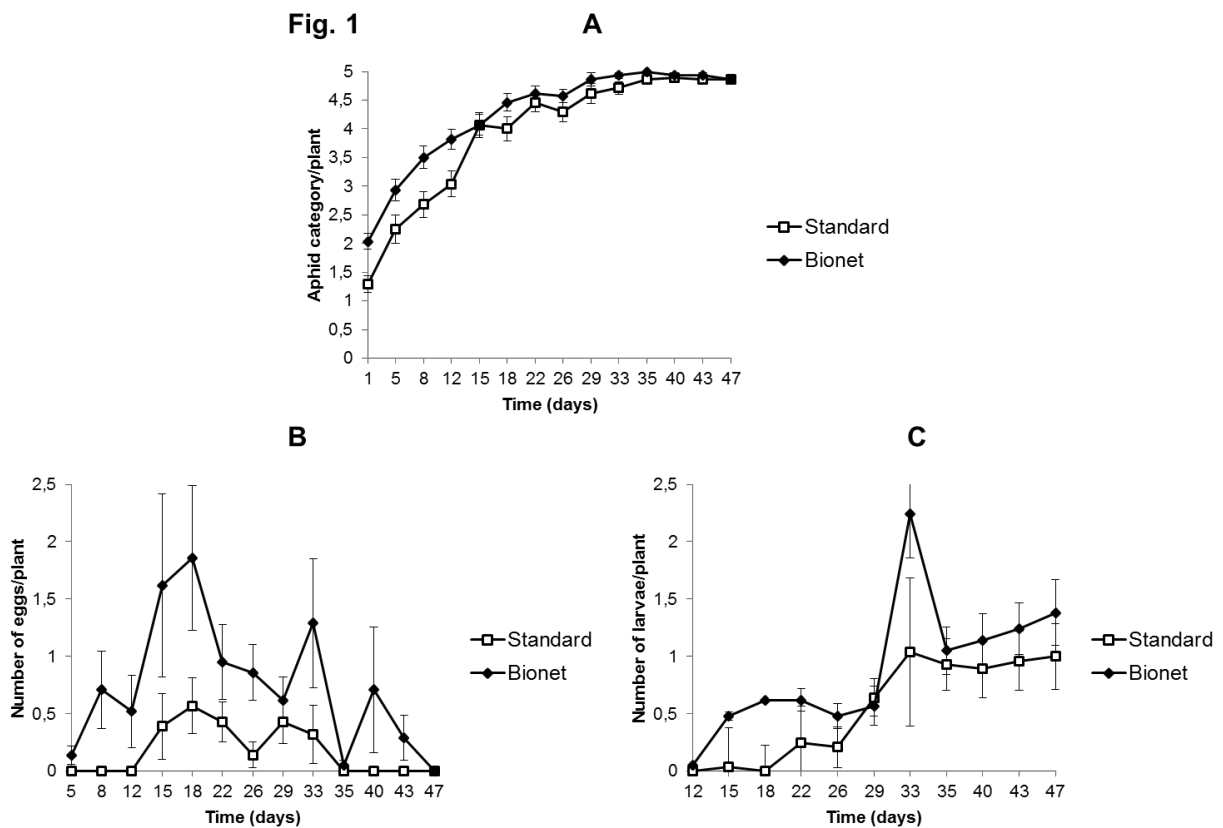 Fig. 1
A
5
4,5
4
3,5
3
2,5
2
1,5
1
0,5
0
Aphid category/plant
1 5 8 12 15 18 22 26 29 33 35 40 43 47
Time (days)
Standard
Bionet
B
2,5
2
1,5
1
0,5
0
Number of eggs/plant
5 8 12 15 18 22 26 29 33 35 40 43 47
Time (days)
Standard
Bionet
C
2,5
2
1,5
1
0,5
0
Number of larvae/plant
12 15 18 22 26 29 33 35 40 43 47
Time (days)
Standard
Bionet